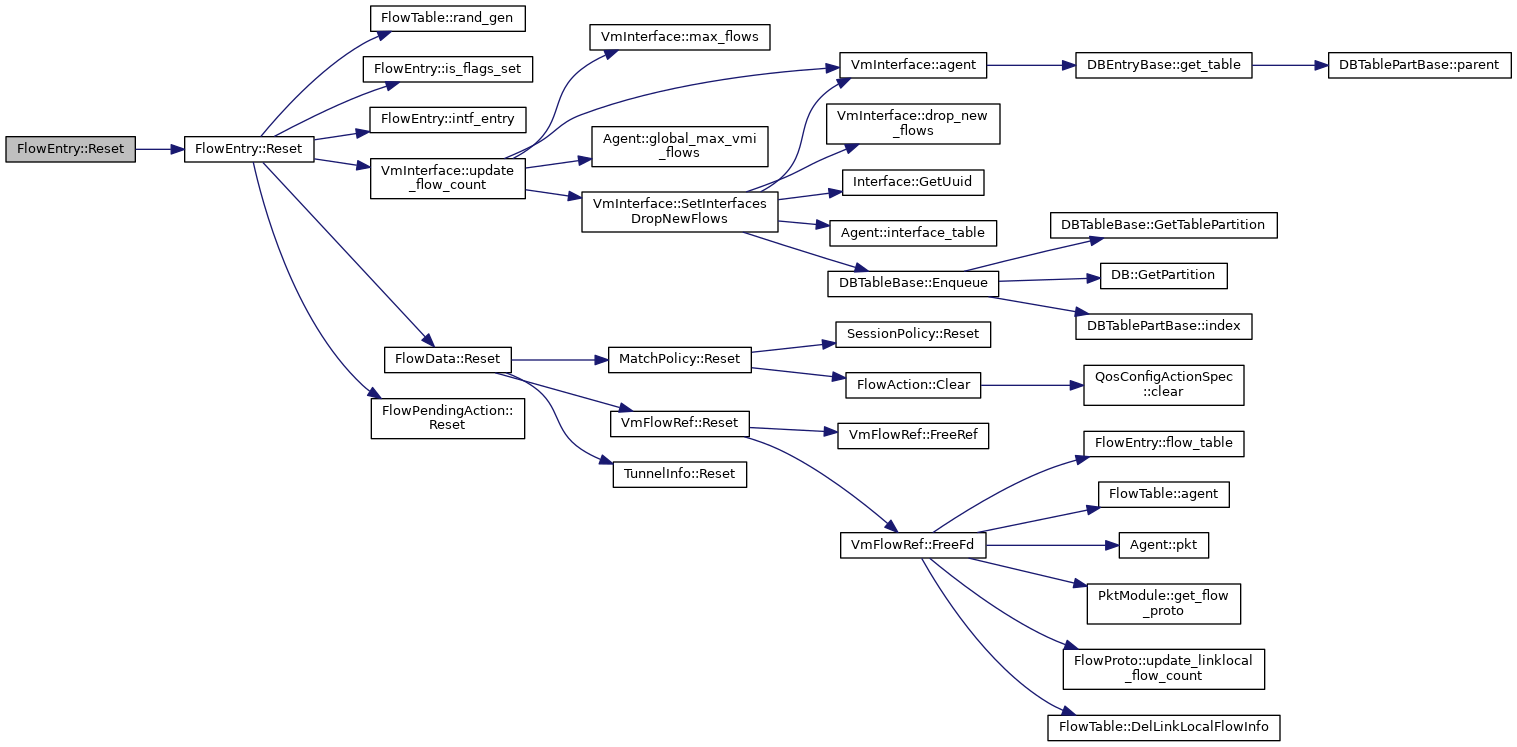 FlowEntry::Reset
FlowEntry::Reset
FlowTable::rand_gen
FlowEntry::is_flags_set
FlowEntry::intf_entry
VmInterface::update
_flow_count
FlowData::Reset
FlowPendingAction::
Reset
VmInterface::max_flows
Agent::global_max_vmi
_flows
VmInterface::SetInterfaces
DropNewFlows
MatchPolicy::Reset
VmFlowRef::Reset
TunnelInfo::Reset
VmInterface::agent
VmInterface::drop_new
_flows
Interface::GetUuid
Agent::interface_table
DBTableBase::Enqueue
SessionPolicy::Reset
FlowAction::Clear
VmFlowRef::FreeRef
VmFlowRef::FreeFd
DBEntryBase::get_table
DBTablePartBase::parent
DBTableBase::GetTablePartition
DB::GetPartition
DBTablePartBase::index
QosConfigActionSpec
::clear
FlowEntry::flow_table
FlowTable::agent
Agent::pkt
PktModule::get_flow
_proto
FlowProto::update_linklocal
_flow_count
FlowTable::DelLinkLocalFlowInfo